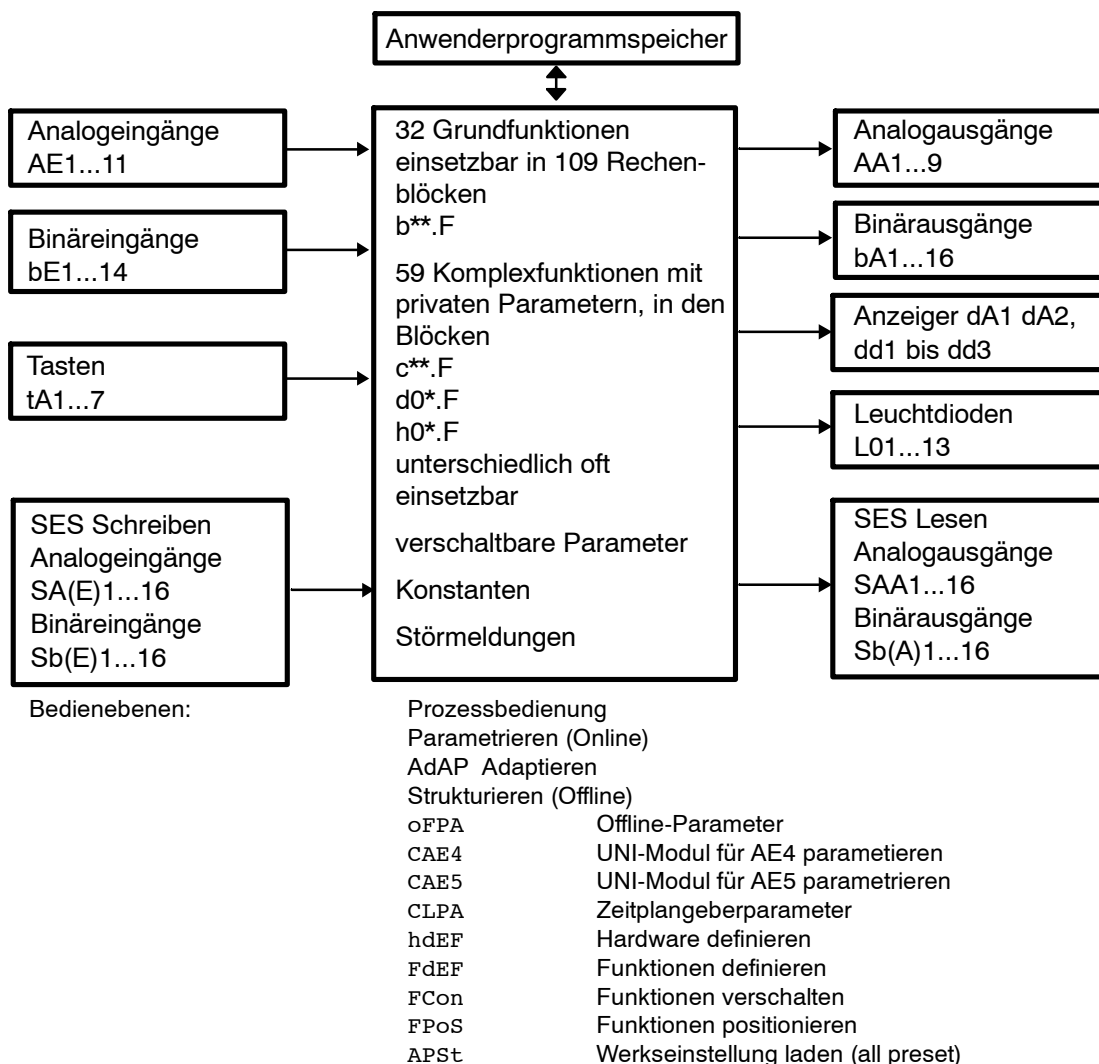 Anwenderprogrammspeicher
Analogeingänge
AE1...11
Binäreingänge
bE1...14
Tasten
tA1...7
SES Schreiben
Analogeingänge
SA(E)1...16
Binäreingänge
Sb(E)1...16
32 Grundfunktionen
einsetzbar in 109 Rechen-
blöcken
b**.F
59 Komplexfunktionen mit
privaten Parametern, in den
Blöcken
c**.F
d0*.F
h0*.F
unterschiedlich oft
einsetzbar
verschaltbare Parameter
Konstanten
Störmeldungen
Analogausgänge
AA1...9
Binärausgänge
bA1...16
Anzeiger dA1 dA2,
dd1 bis dd3
Leuchtdioden
L01...13
SES Lesen
Analogausgänge
SAA1...16
Binärausgänge
Sb(A)1...16
Bedienebenen:
Prozessbedienung
Parametrieren (Online)
AdAP Adaptieren
Strukturieren (Offline)
oFPA Offline-Parameter
CAE4 UNI-Modul für AE4 parametieren
CAE5 UNI-Modul für AE5 parametrieren
CLPA Zeitplangeberparameter
hdEF Hardware definieren
FdEF Funktionen definieren
FCon Funktionen verschalten
FPoS Funktionen positionieren
APSt Werkseinstellung laden (all preset)